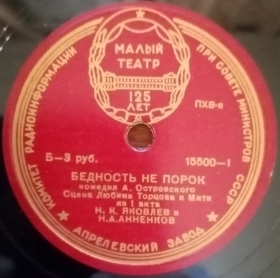 КОМИТЕТ РАДИОИНФОРМАЦИИ ПРИ СОВЕТЕ МИНИСТРОВ СССР
МАЛЫЙ
ТЕАТР
125
ЛЕТ
ПХВ-я
Б—3 руб. 15500—1
БЕДНОСТЬ НЕ ПОРОК
комедия А. Островского
Сцена Любима Торцова и Мити
из 1 акта
Н. К. ЯКОВЛЕВ и
Н. А. АННЕНКОВ
АПРЕЛЕВСКИЙ ЗАВОД